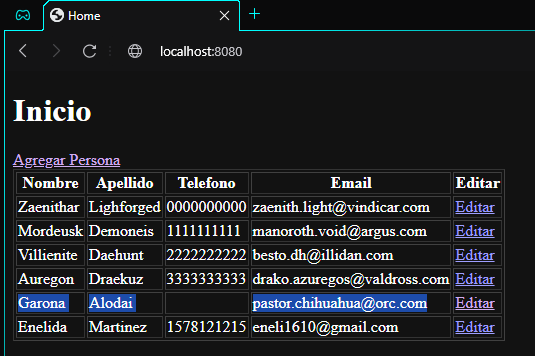 Home
localhost:8080
Inicio
Agregar Persona
Nombre Apellido Telefono Email Editar
Zaenithar Lighforged 0000000000 zaenith.light@vindicar.com Editar
Mordeusk Demoneis 1111111111 manoroth.void@argus.com Editar
Villienite Daehunt 2222222222 besto.dh@illidan.com Editar
Auregon Draekuz 3333333333 drako.azuregos@valdross.com Editar
Garona Alodai pastor.chihuahua@orc.com Editar
Enelida Martinez 1578121215 eneli1610@gmail.com Editar